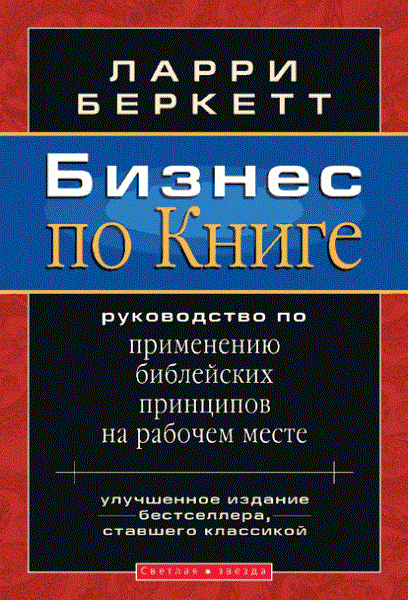 ЛАРРИ
БЕРКЕТТ
Бизнес
по Книге
руководство по
применению
библейских
принципов
на рабочем месте
улучшенное издание
бестселлера,
ставшего классикой
Светлая звезда